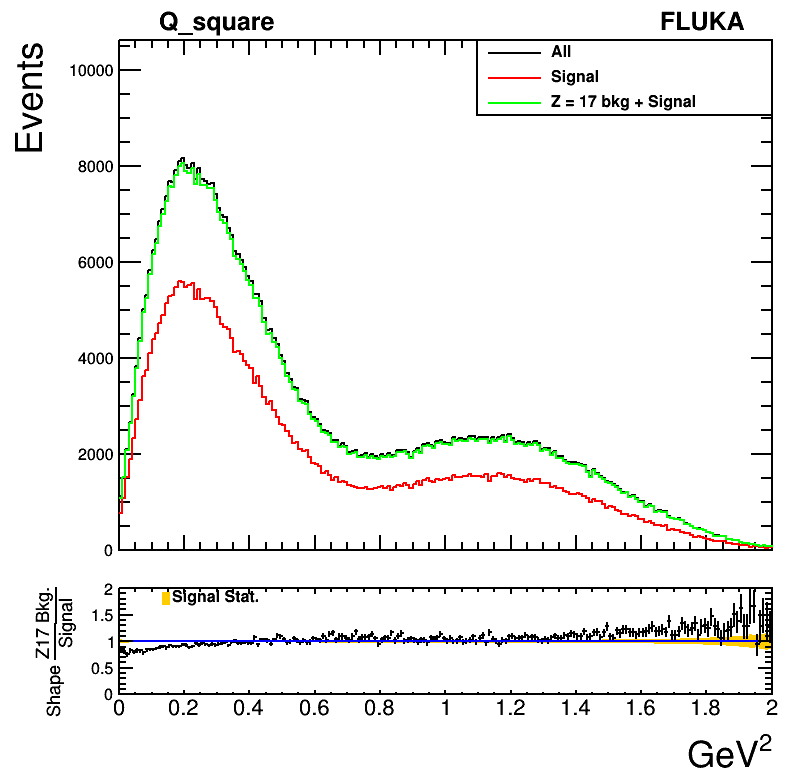 Q_square FLUKA
Events
All
Signal
Z = 17 bkg + Signal
10000
8000
6000
4000
2000
0
Shape Z17 Bkg. / Signal
Signal Stat.
2
1.5
1
0.5
0
0 0.2 0.4 0.6 0.8 1 1.2 1.4 1.6 1.8 2
GeV²